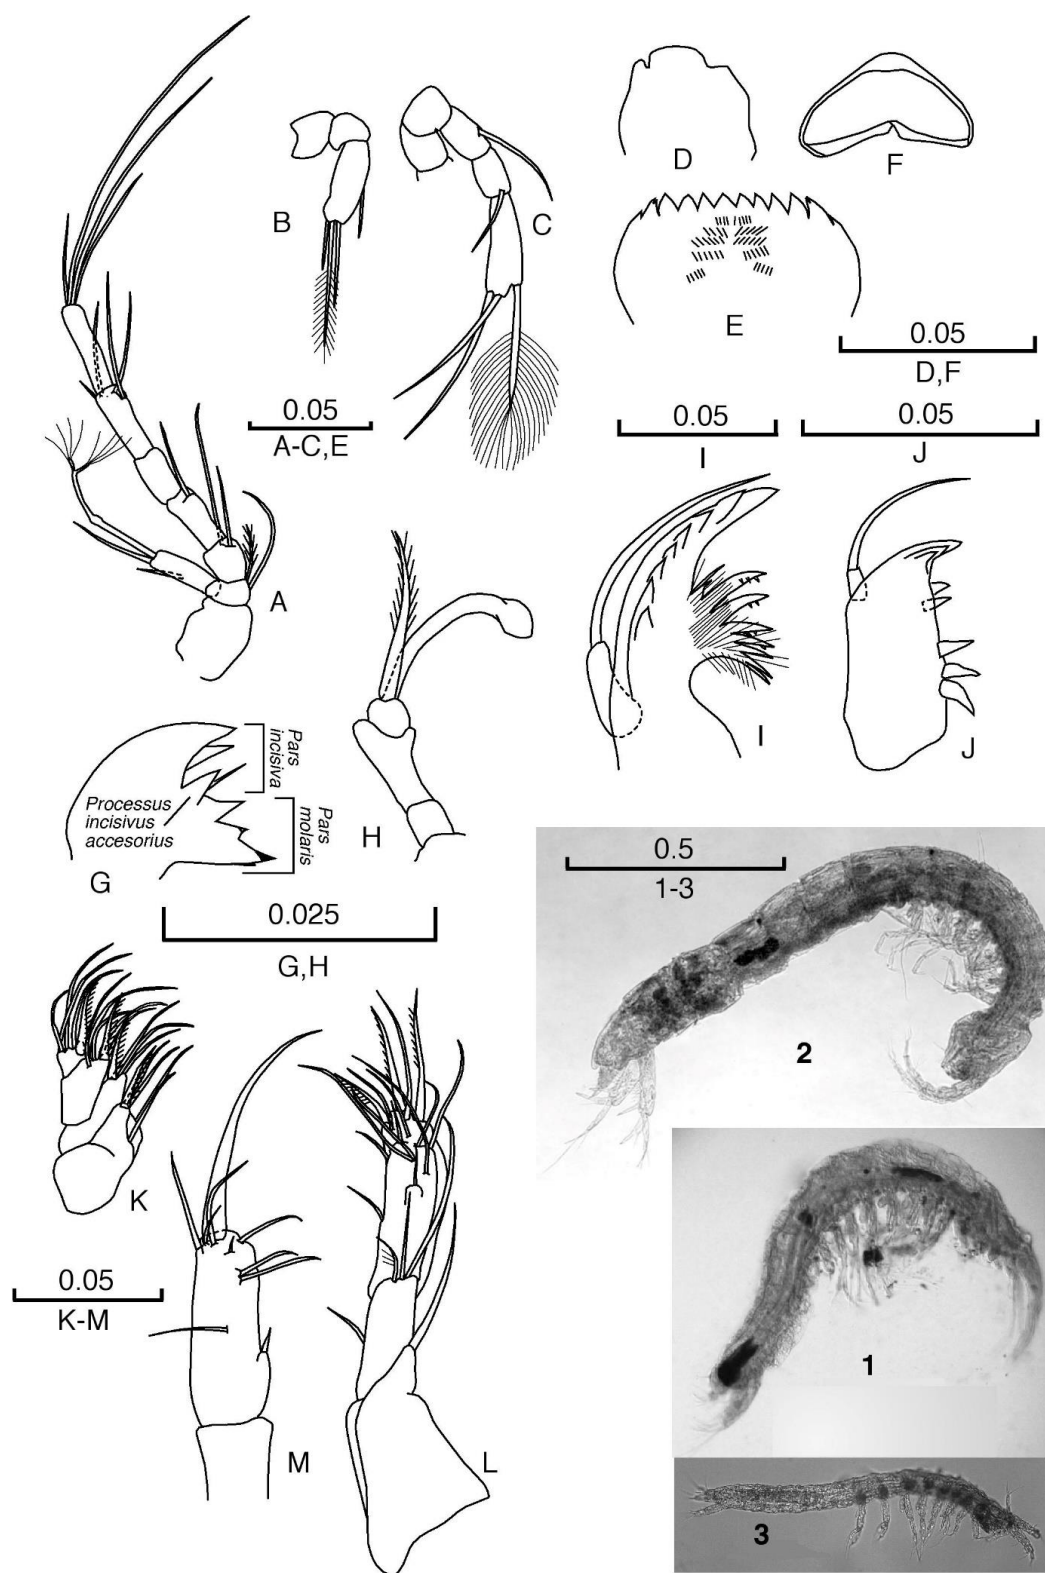 D
F
B
C
E
0.05
D,F
0.05
A-C,E
0.05
I
0.05
J
A
I
J
Pars
incisiva
Processus
incisivus
accesorius
Pars
molaris
G
H
0.025
G,H
0.5
1-3
2
K
0.05
K-M
1
M
L
3